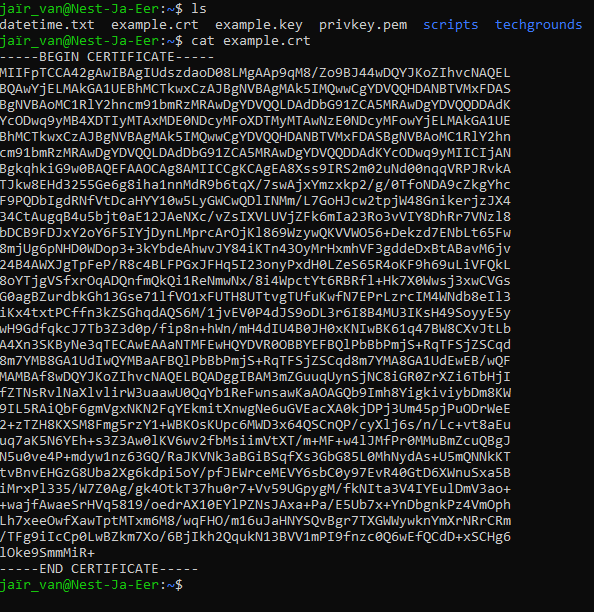 jaïr_van@Nest-Ja-Eer:~$ ls
datetime.txt example.crt example.key privkey.pem scripts techgrounds
jaïr_van@Nest-Ja-Eer:~$ cat example.crt
-----BEGIN CERTIFICATE-----
MIIFpTCCA42gAwIBAgIUdszdaoD08LMgAAp9qM8/Zo9BJ44wDQYJKoZIhvcNAQEL
BQAwYjELMAkGA1UEBhMCTkwxCzAJBgNVBAgMAk5IMQwwCgYDVQQHDANBTVMxFDAS
BgNVBAoMC1RlY2hncm91bmRzMRAwDgYDVQQLDAdDbG91ZCA5MRAwDgYDVQQDDAdK
YcODwq9yMB4XDTIyMTAxMDE0NDcyMFoXDTMyMTAwNzE0NDcyMFowYjELMAkGA1UE
BhMCTkwxCzAJBgNVBAgMAk5IMQwwCgYDVQQHDANBTVMxFDASBgNVBAoMC1RlY2hn
cm91bmRzMRAwDgYDVQQLDAdDbG91ZCA5MRAwDgYDVQQDDAdKYcODwq9yMIICIjAN
BgkqhkiG9w0BAQEFAAOCAg8AMIICCgKCAgEA8Xss9IRS2m02uNd00nqqVRPJRvkA
TJkw8EHd3255Ge6g8iha1nnMdR9b6tqX/7swAjxYmzxkp2/g/0TfoNDA9cZkgYhc
F9PQDbIgdRNfVtDcaHYY10w5LyGWCwQDlINMm/L7GoHJcw2tpjW48GnikerjzJX4
34CtAugqB4u5bjt0aE12JAeNXc/vZsIXVLUVjZFk6mIa23Ro3vVIY8DhRr7VNzl8
bDCB9FDJxY2oY6F5IYjDynLMprcArOjKl869WzywQKVVWO56+Dekzd7ENbLt65Fw
8mjUg6pNHD0WDop3+3kYbdeAhwvJY84iKTn43OyMrHxmhVF3gddeDxBtABavM6jv
24B4AWXJgTpFeP/R8c4BLFPGxJFHq5I23onyPxdH0LZeS65R4oKF9h69uLiVFQkL
8oYTjgVSfxrOqADQnfmQkQi1ReNmwNx/8i4WpctYt6RBRfl+Hk7X0Wwsj3xwCVGs
G0agBZurdbkGh13Gse71lfVO1xFUTH8UTtvgTUfuKwfN7EPrLzrcIM4WNdb8eIl3
iKx4txtPCffn3kZSGhqdAQS6M/1jvEV0P4dJS9oDL3r6I8B4MU3IKsH49SoyyE5y
wH9GdfqkcJ7Tb3Z3d0p/fip8n+hWn/mH4dIU4B0JH0xKNIwBK61q47BW8CXvJtLb
A4Xn3SKByNe3qTECAwEAAaNTMFEwHQYDVR0OBBYEFBQlPbBbPmjS+RqTFSjZSCqd
8m7YMB8GA1UdIwQYMBaAFBQlPbBbPmjS+RqTFSjZSCqd8m7YMA8GA1UdEwEB/wQF
MAMBAf8wDQYJKoZIhvcNAQELBQADggIBAM3mZGuuqUynSjNC8iGR0ZrXZi6TbHjI
fZTNsRvlNaXlvlirW3uaawU0QqYb1ReFwnsawKaAOAGQb9Imh8YigkiviybDm8KW
9IL5RAiQbF6gmVgxNKN2FqYEkmitXnwgNe6uGVEacXA0kjDPj3Um45pjPuODrWeE
2+zTZH8KXSM8Fmg5rzY1+WBKOsKUpc6MWD3x64QSCnQP/cyXlj6s/n/Lc+vt8aEu
uq7aK5N6YEh+s3Z3Aw0lKV6wv2fbMsiimVtXT/m+MF+w4lJMfPr0MMuBmZcuQBgJ
N5u0ve4P+mdyw1nz63GQ/RaJKVNk3aBGiBSqfXs3GbG85L0MhNydAs+U5mQNNkKT
tvBnvEHGzG8Uba2Xg6kdpi5oY/pfJEWrceMEVY6sbC0y97EvR40GtD6XWnuSxa5B
iMrxPl335/W7Z0Ag/gk4OtkT37hu0r7+Vv59UGpygM/fkNIta3V4IYEulDmV3ao+
+wajfAwaeSrHVq5819/oedrAX10EYlPZNsJAxa+Pa/E5Ub7x+YnDbgnkPz4VmOph
Lh7xeeOwfXawTptMTxm6M8/wqFHO/m16uJaHNYSQvBgr7TXGWWywknYmXrNRrCRm
/TFg9iIcCp0LwBZkm7Xo/6BjIkh2QqukN13BVV1mPI9fnzc0Q6wEfQCdD+xSCHg6
lOke9SmmMiR+
-----END CERTIFICATE-----
jaïr_van@Nest-Ja-Eer:~$